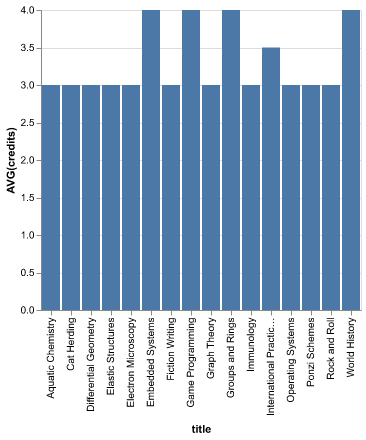 4.0
3.5
3.0
2.5
2.0
1.5
1.0
0.5
0.0
AVG(credits)
Aquatic Chemistry
Cat Herding
Differential Geometry
Elastic Structures
Electron Microscopy
Embedded Systems
Fiction Writing
Game Programming
Graph Theory
Groups and Rings
Immunology
International Practic...
Operating Systems
Ponzi Schemes
Rock and Roll
World History
title